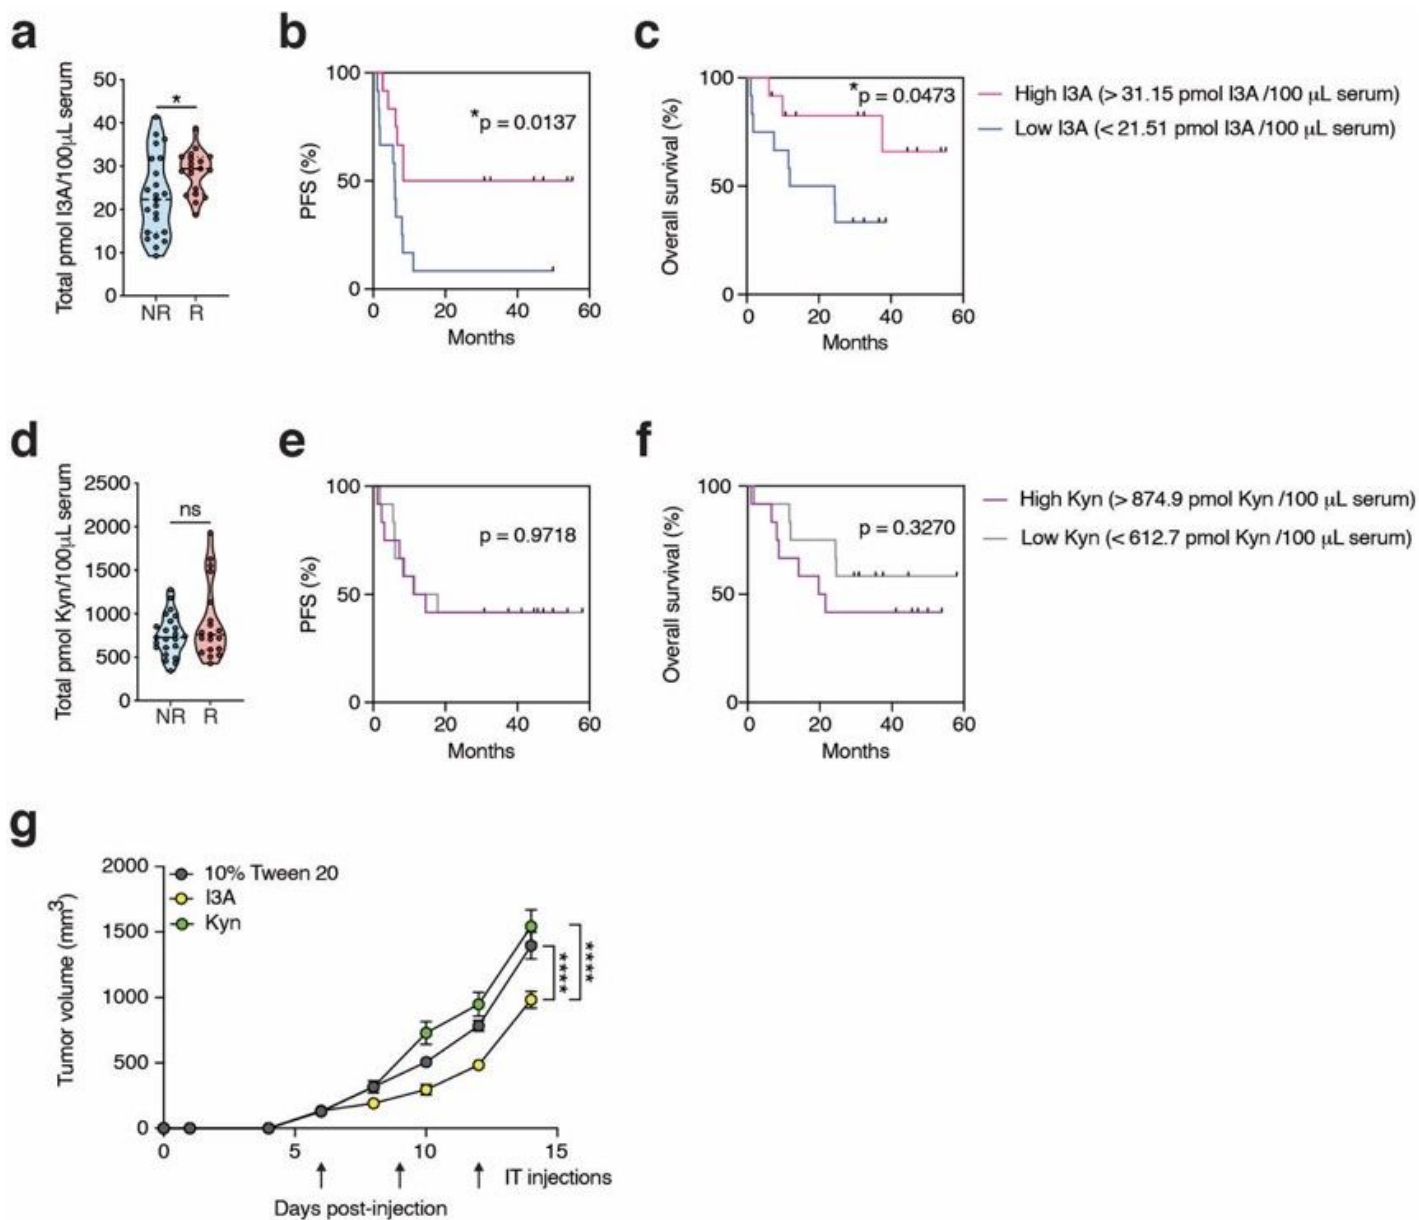 a
Total pmol I3A/100μL serum
50
40
30
20
10
0
*
NR R
b
PFS (%)
100
50
0
*p = 0.0137
0 20 40 60
Months
c
Overall survival (%)
100
50
0
*p = 0.0473
0 20 40 60
Months
High I3A (> 31.15 pmol I3A /100 μL serum)
Low I3A (< 21.51 pmol I3A /100 μL serum)
d
Total pmol Kyn/100μL serum
2500
2000
1500
1000
500
0
ns
NR R
e
PFS (%)
100
50
0
p = 0.9718
0 20 40 60
Months
f
Overall survival (%)
100
50
0
p = 0.3270
0 20 40 60
Months
High Kyn (> 874.9 pmol Kyn /100 μL serum)
Low Kyn (< 612.7 pmol Kyn /100 μL serum)
g
Tumor volume (mm3)
2000
1500
1000
500
0
10% Tween 20
I3A
Kyn
****
****
0 5 10 15
IT injections
Days post-injection